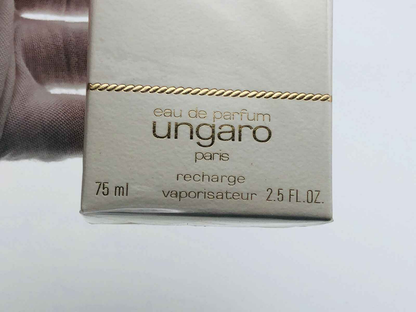 eau de parfum
ungaro
paris
recharge
75 ml vaporisateur 2.5 FL.OZ.